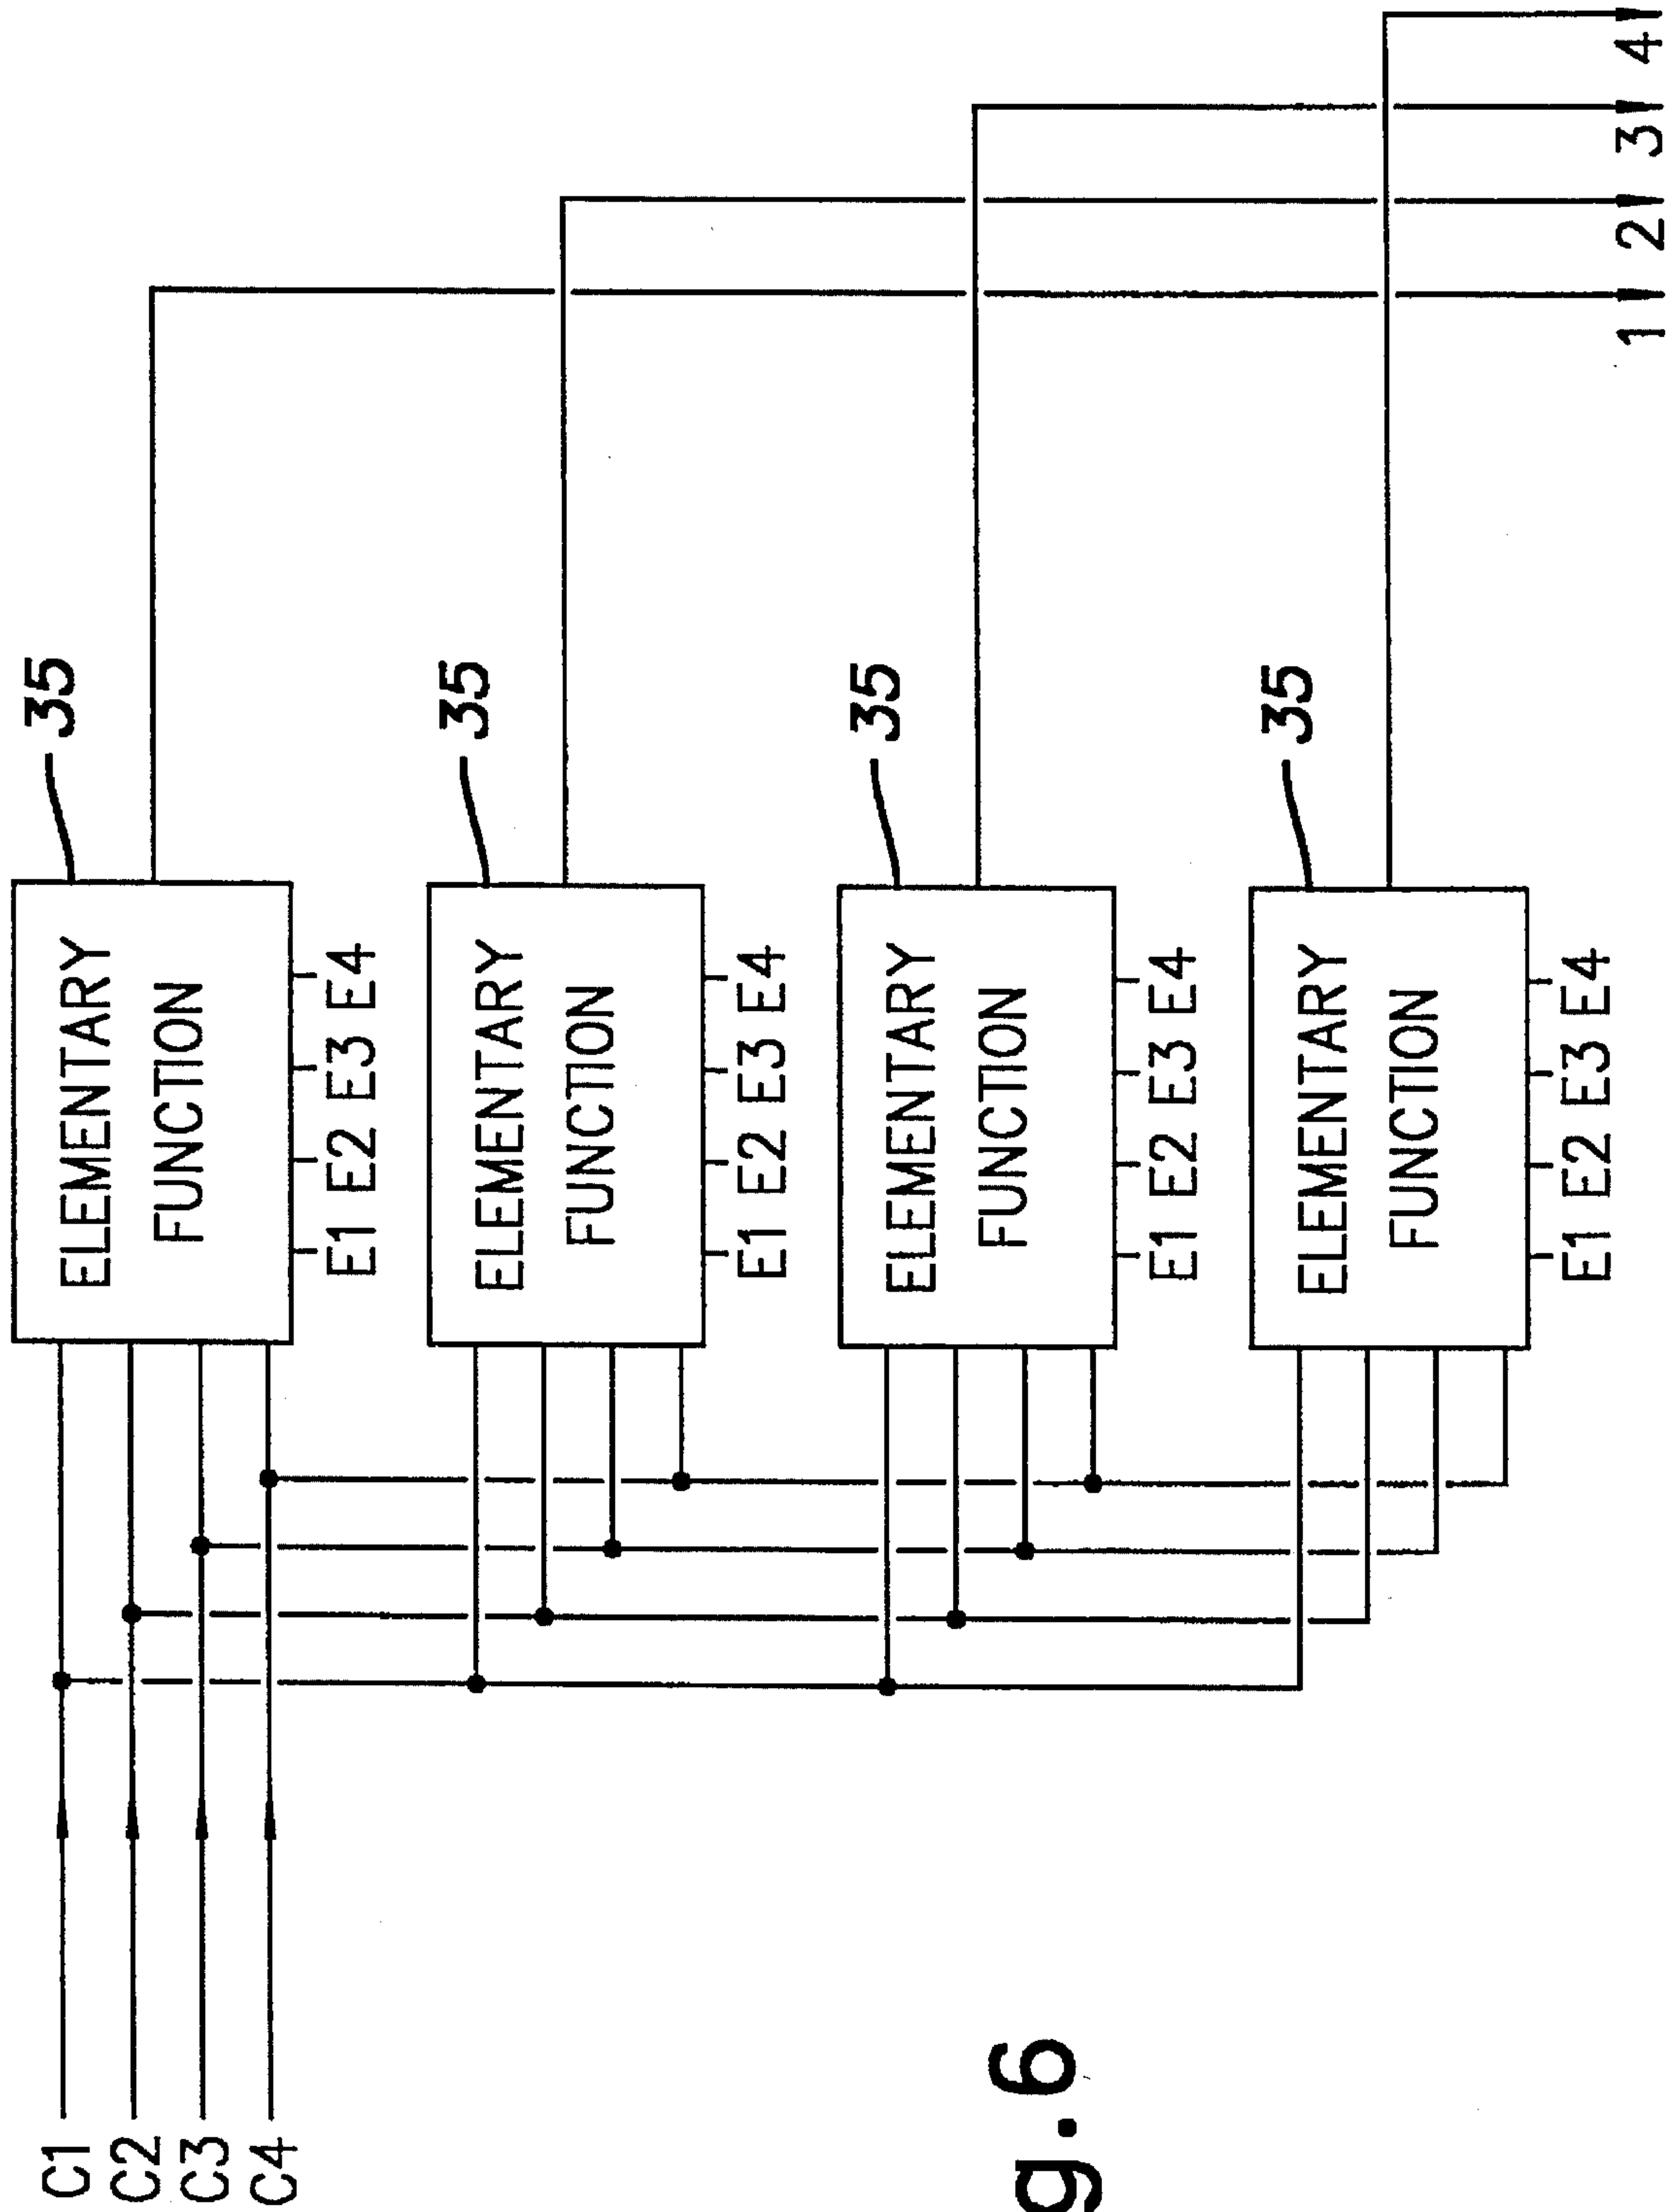 C1
C2
C3
C4
ELEMENTARY
FUNCTION
35
E1 E2 E3 E4
ELEMENTARY
FUNCTION
35
E1 E2 E3 E4
ELEMENTARY
FUNCTION
35
E1 E2 E3 E4
ELEMENTARY
FUNCTION
35
E1 E2 E3 E4
1 2 3 4
g.6